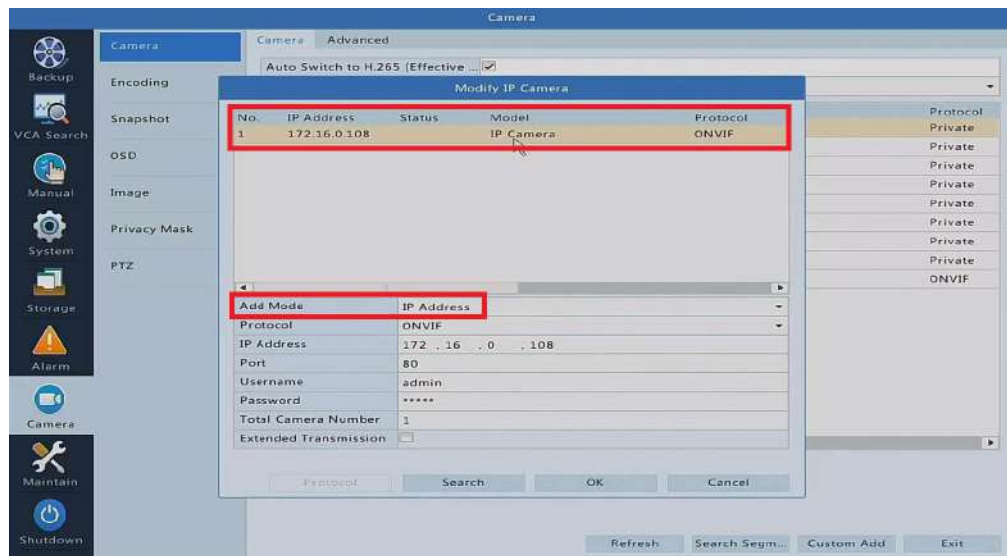 Camera
Backup
VCA Search
Manual
System
Storage
Alarm
Camera
Maintain
Shutdown
Camera
Encoding
Snapshot
OSD
Image
Privacy Mask
PTZ
Camera Advanced
Auto Switch to H.265 (Effective ...
Modify IP Camera
No. IP Address Status Model Protocol
1 172.16.0.108 IP Camera ONVIF
Add Mode IP Address
Protocol ONVIF
IP Address 172 . 16 . 0 . 108
Port 80
Username admin
Password *****
Total Camera Number 1
Extended Transmission
Protocol Search OK Cancel
Protocol
Private
Private
Private
Private
Private
Private
Private
Private
ONVIF
Refresh Search Segm... Custom Add Exit